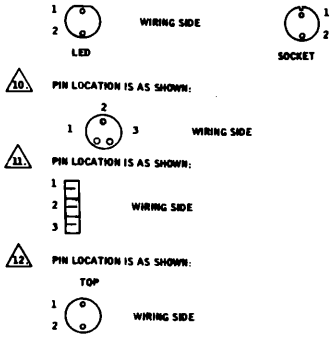 1 WIRING SIDE 1
2 2
LED SOCKET
10. PIN LOCATION IS AS SHOWN:
2
1 3 WIRING SIDE
11. PIN LOCATION IS AS SHOWN:
1
2 WIRING SIDE
3
12. PIN LOCATION IS AS SHOWN:
TOP
1
WIRING SIDE
2